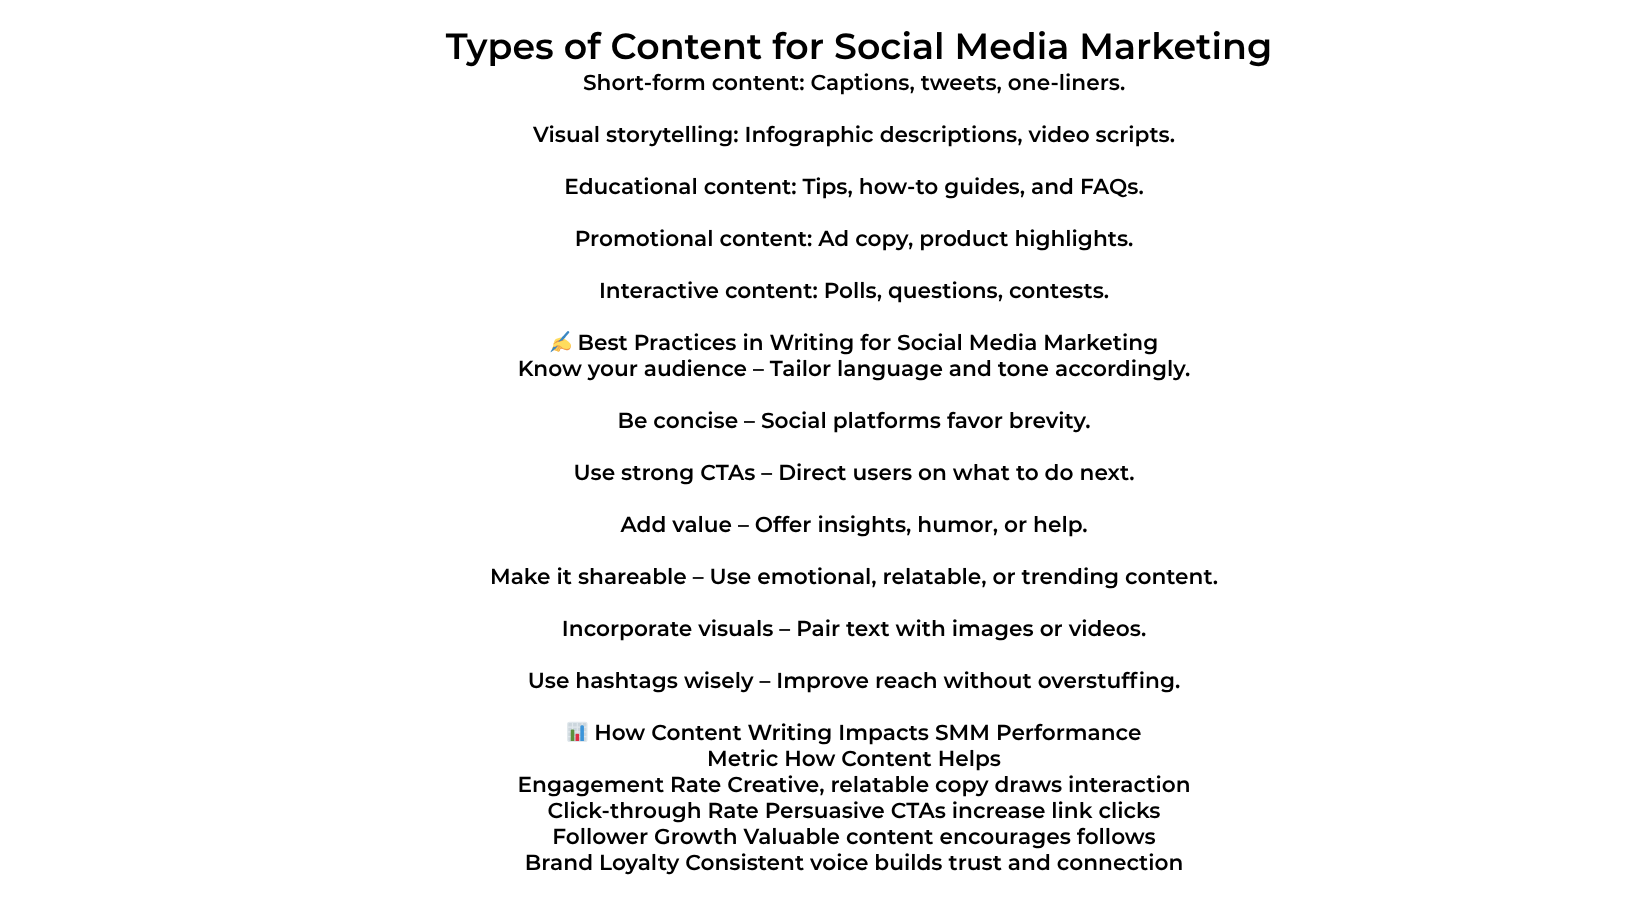 Types of Content for Social Media Marketing
Short-form content: Captions, tweets, one-liners.
Visual storytelling: Infographic descriptions, video scripts.
Educational content: Tips, how-to guides, and FAQs.
Promotional content: Ad copy, product highlights.
Interactive content: Polls, questions, contests.
✍️ Best Practices in Writing for Social Media Marketing
Know your audience – Tailor language and tone accordingly.
Be concise – Social platforms favor brevity.
Use strong CTAs – Direct users on what to do next.
Add value – Offer insights, humor, or help.
Make it shareable – Use emotional, relatable, or trending content.
Incorporate visuals – Pair text with images or videos.
Use hashtags wisely – Improve reach without overstuffing.
📊 How Content Writing Impacts SMM Performance
Metric How Content Helps
Engagement Rate Creative, relatable copy draws interaction
Click-through Rate Persuasive CTAs increase link clicks
Follower Growth Valuable content encourages follows
Brand Loyalty Consistent voice builds trust and connection